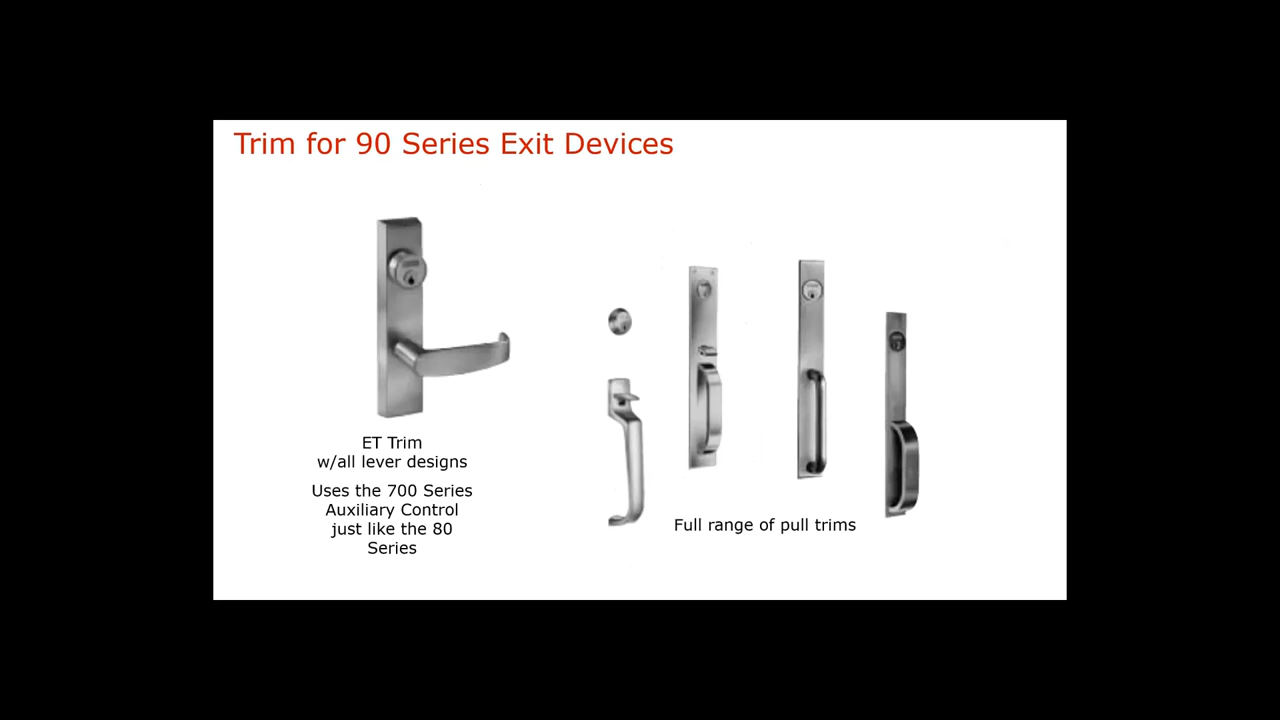 Trim for 90 Series Exit Devices
ET Trim
w/all lever designs
Uses the 700 Series
Auxiliary Control
just like the 80
Series
Full range of pull trims